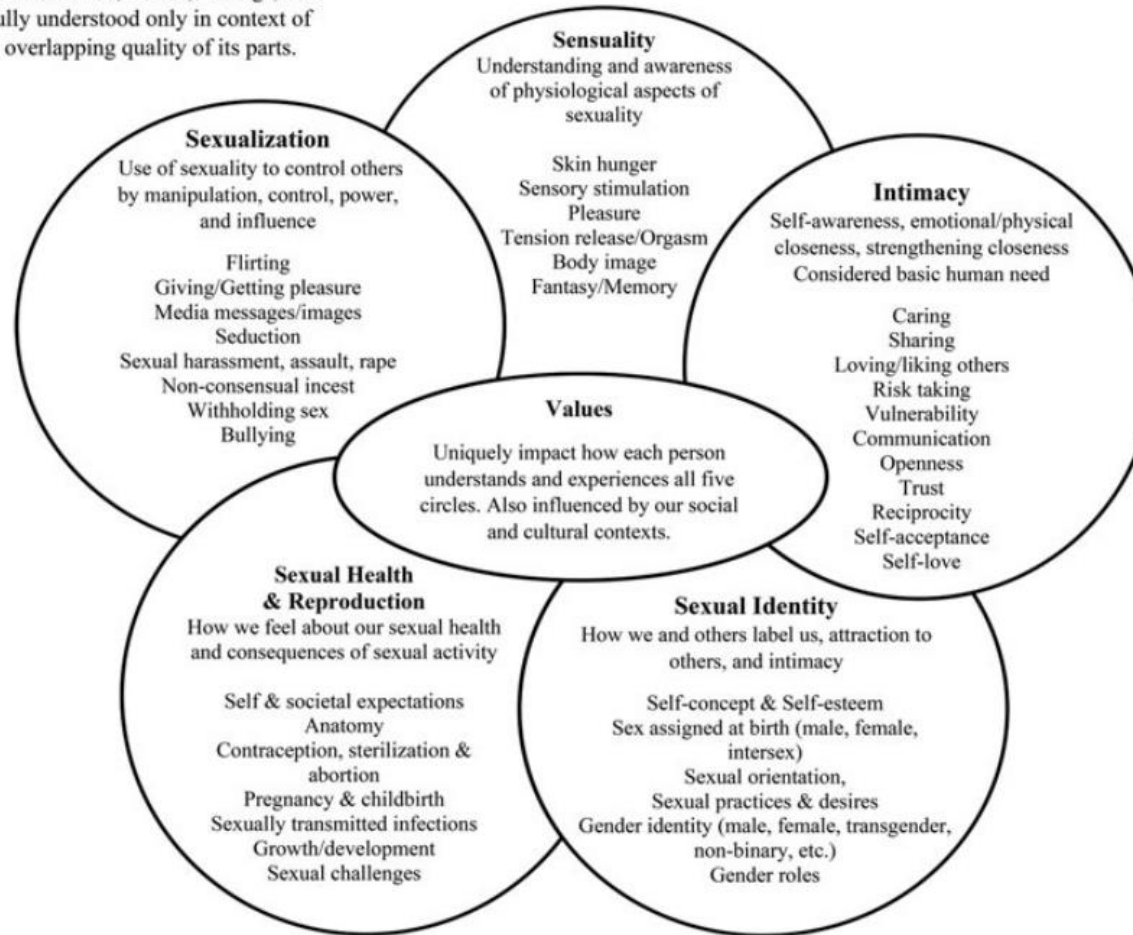 fully understood only in context of
overlapping quality of its parts.
Sensuality
Understanding and awareness
of physiological aspects of
sexuality
Skin hunger
Sensory stimulation
Pleasure
Tension release/Orgasm
Body image
Fantasy/Memory
Sexualization
Use of sexuality to control others
by manipulation, control, power,
and influence
Flirting
Giving/Getting pleasure
Media messages/images
Seduction
Sexual harassment, assault, rape
Non-consensual incest
Withholding sex
Bullying
Intimacy
Self-awareness, emotional/physical
closeness, strengthening closeness
Considered basic human need
Caring
Sharing
Loving/liking others
Risk taking
Vulnerability
Communication
Openness
Trust
Reciprocity
Self-acceptance
Self-love
Values
Uniquely impact how each person
understands and experiences all five
circles. Also influenced by our social
and cultural contexts.
Sexual Health
& Reproduction
How we feel about our sexual health
and consequences of sexual activity
Self & societal expectations
Anatomy
Contraception, sterilization &
abortion
Pregnancy & childbirth
Sexually transmitted infections
Growth/development
Sexual challenges
Sexual Identity
How we and others label us, attraction to
others, and intimacy
Self-concept & Self-esteem
Sex assigned at birth (male, female,
intersex)
Sexual orientation,
Sexual practices & desires
Gender identity (male, female, transgender,
non-binary, etc.)
Gender roles